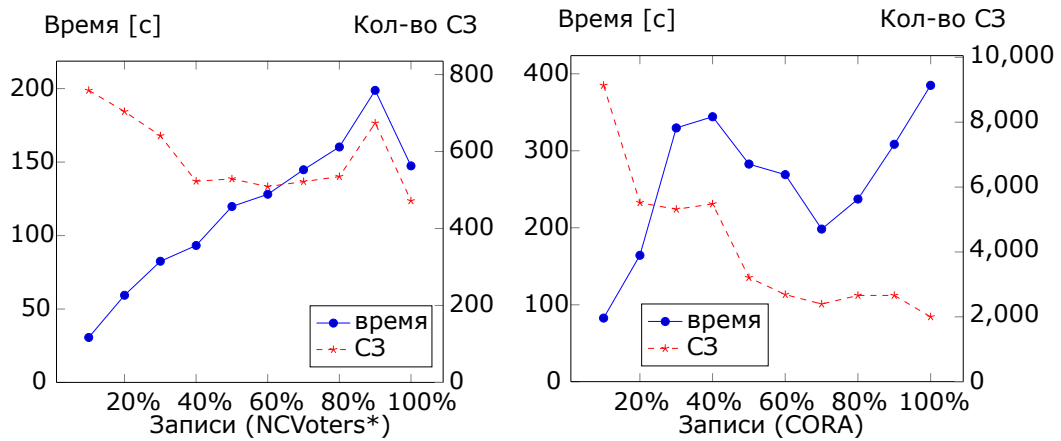 Время [с] Кол-во СЗ
200
150
100
50
0
800
600
400
200
0
время
СЗ
20% 40% 60% 80% 100%
Записи (NCVoters*)
Время [с] Кол-во СЗ
400
300
200
100
0
10,000
8,000
6,000
4,000
2,000
0
время
СЗ
20% 40% 60% 80% 100%
Записи (CORA)